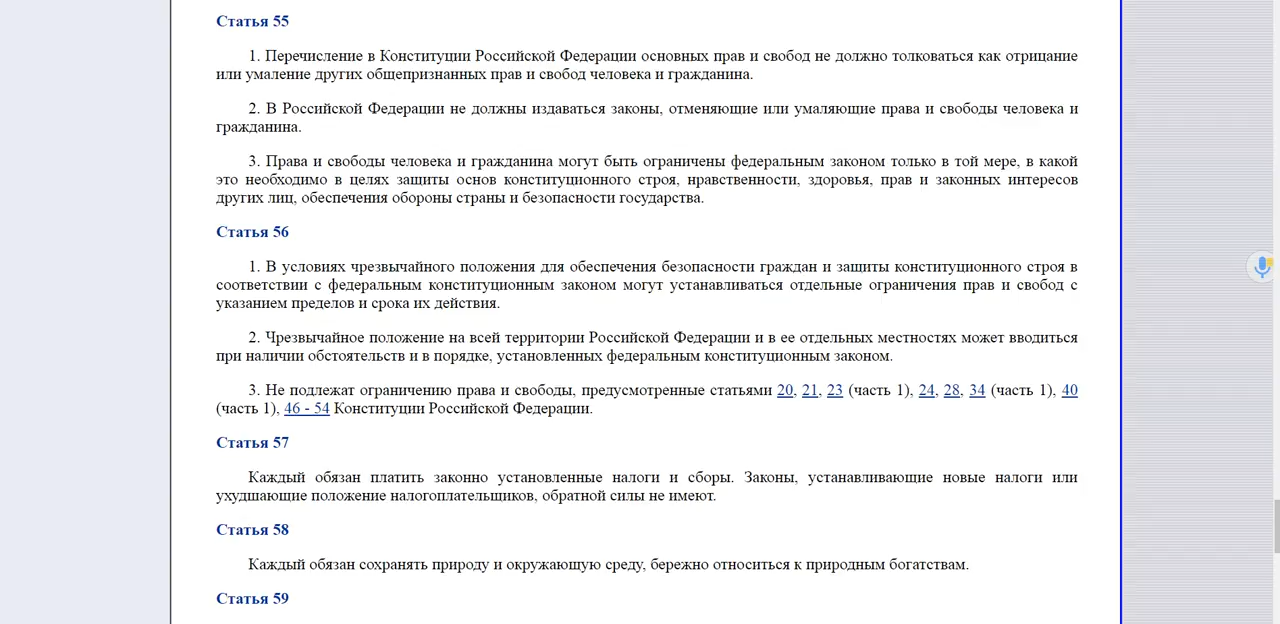 Статья 55
1. Перечисление в Конституции Российской Федерации основных прав и свобод не должно толковаться как отрицание
или умаление других общепризнанных прав и свобод человека и гражданина.
2. В Российской Федерации не должны издаваться законы, отменяющие или умаляющие права и свободы человека и
гражданина.
3. Права и свободы человека и гражданина могут быть ограничены федеральным законом только в той мере, в какой
это необходимо в целях защиты основ конституционного строя, нравственности, здоровья, прав и законных интересов
других лиц, обеспечения обороны страны и безопасности государства.
Статья 56
1. В условиях чрезвычайного положения для обеспечения безопасности граждан и защиты конституционного строя в
соответствии с федеральным конституционным законом могут устанавливаться отдельные ограничения прав и свобод с
указанием пределов и срока их действия.
2. Чрезвычайное положение на всей территории Российской Федерации и в ее отдельных местностях может вводиться
при наличии обстоятельств и в порядке, установленных федеральным конституционным законом.
3. Не подлежат ограничению права и свободы, предусмотренные статьями 20, 21, 23 (часть 1), 24, 28, 34 (часть 1), 40
(часть 1), 46 - 54 Конституции Российской Федерации.
Статья 57
Каждый обязан платить законно установленные налоги и сборы. Законы, устанавливающие новые налоги или
ухудшающие положение налогоплательщиков, обратной силы не имеют.
Статья 58
Каждый обязан сохранять природу и окружающую среду, бережно относиться к природным богатствам.
Статья 59